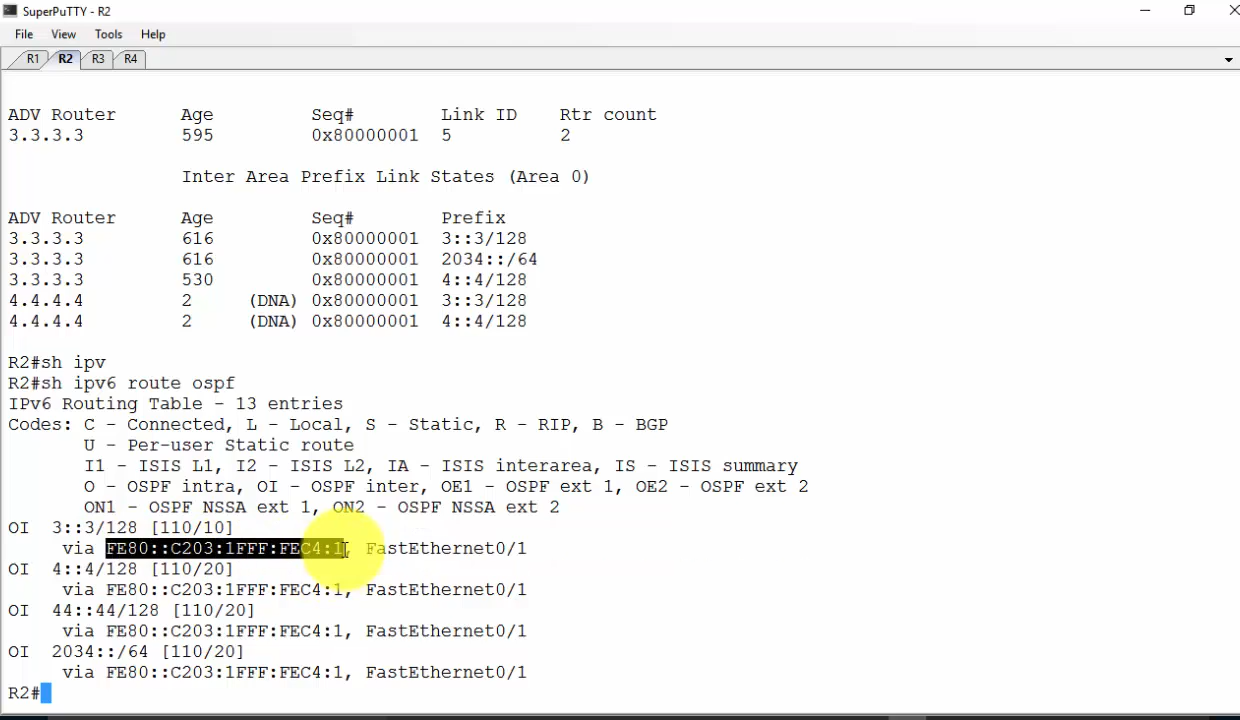 SuperPuTTY - R2
File View Tools Help
R1 R2 R3 R4
ADV Router Age Seq# Link ID Rtr count
3.3.3.3 595 0x80000001 5 2
Inter Area Prefix Link States (Area 0)
ADV Router Age Seq# Prefix
3.3.3.3 616 0x80000001 3::3/128
3.3.3.3 616 0x80000001 2034::/64
3.3.3.3 530 0x80000001 4::4/128
4.4.4.4 2 (DNA) 0x80000001 3::3/128
4.4.4.4 2 (DNA) 0x80000001 4::4/128
R2#sh ipv
R2#sh ipv6 route ospf
IPv6 Routing Table - 13 entries
Codes: C - Connected, L - Local, S - Static, R - RIP, B - BGP
U - Per-user Static route
I1 - ISIS L1, I2 - ISIS L2, IA - ISIS interarea, IS - ISIS summary
O - OSPF intra, OI - OSPF inter, OE1 - OSPF ext 1, OE2 - OSPF ext 2
ON1 - OSPF NSSA ext 1, ON2 - OSPF NSSA ext 2
OI 3::3/128 [110/10]
via FE80::C203:1FFF:FEC4:1, FastEthernet0/1
OI 4::4/128 [110/20]
via FE80::C203:1FFF:FEC4:1, FastEthernet0/1
OI 44::44/128 [110/20]
via FE80::C203:1FFF:FEC4:1, FastEthernet0/1
OI 2034::/64 [110/20]
via FE80::C203:1FFF:FEC4:1, FastEthernet0/1
R2#